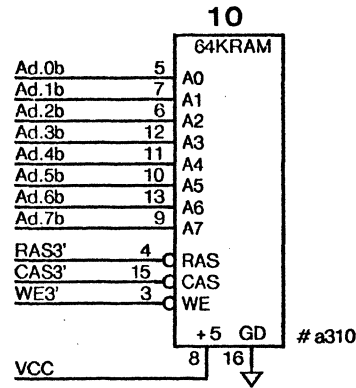 10
64KRAM
Ad.0b 5 A0
Ad.1b 7 A1
Ad.2b 6 A2
Ad.3b 12 A3
Ad.4b 11 A4
Ad.5b 10 A5
Ad.6b 13 A6
Ad.7b 9 A7
RAS3' 4 RAS
CAS3' 15 CAS
WE3' 3 WE
+5 GD #a310
VCC 8 16